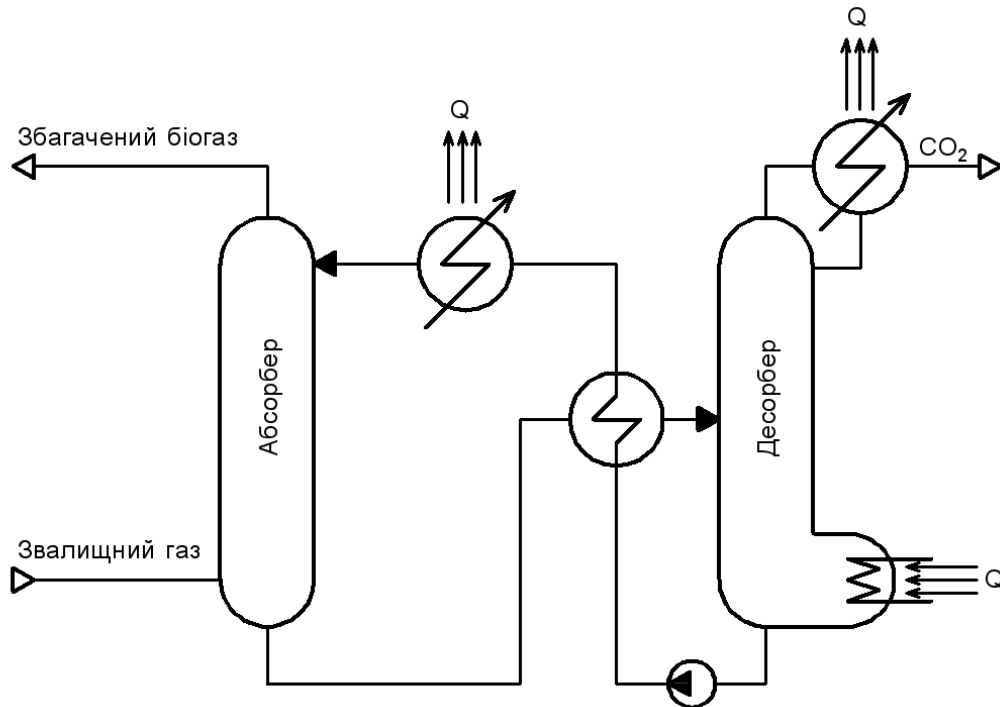 Q
Q
Збагачений біогаз
CO₂
Абсорбер
Десорбер
Звалищний газ
Q